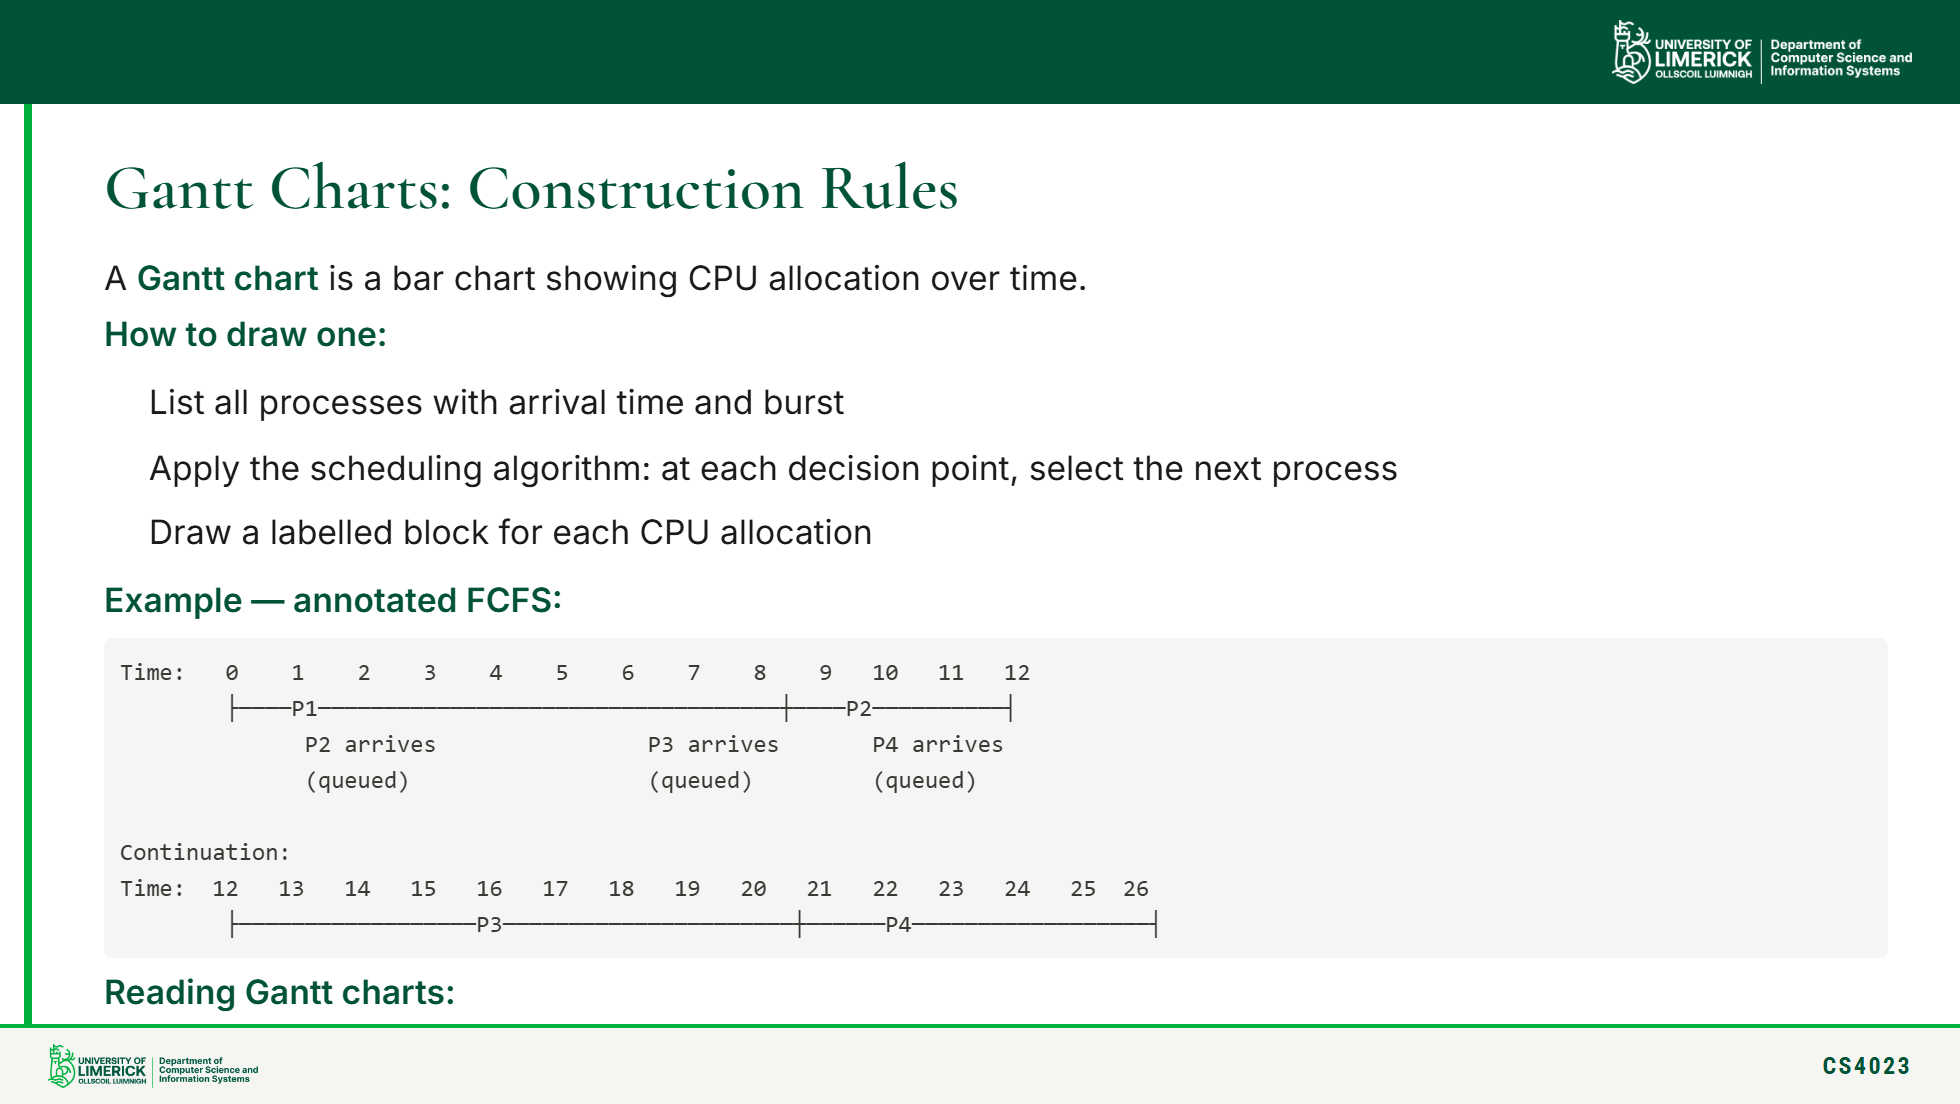 UNIVERSITY OF
LIMERICK
OLLSCOIL LUIMNIGH
Department of
Computer Science and
Information Systems
Gantt Charts: Construction Rules
A Gantt chart is a bar chart showing CPU allocation over time.
How to draw one:
List all processes with arrival time and burst
Apply the scheduling algorithm: at each decision point, select the next process
Draw a labelled block for each CPU allocation
Example — annotated FCFS:
Time:   0    1    2    3    4    5    6    7    8    9   10   11   12
├────P1───────────────────────────────────┼────P2──────────┤
P2 arrives                P3 arrives       P4 arrives
(queued)                  (queued)         (queued)
Continuation:
Time:  12   13   14   15   16   17   18   19   20   21   22   23   24   25  26
├──────────────────P3──────────────────────┼──────P4──────────────────┤
Reading Gantt charts:
UNIVERSITY OF
LIMERICK
OLLSCOIL LUIMNIGH
Department of
Computer Science and
Information Systems
CS4023